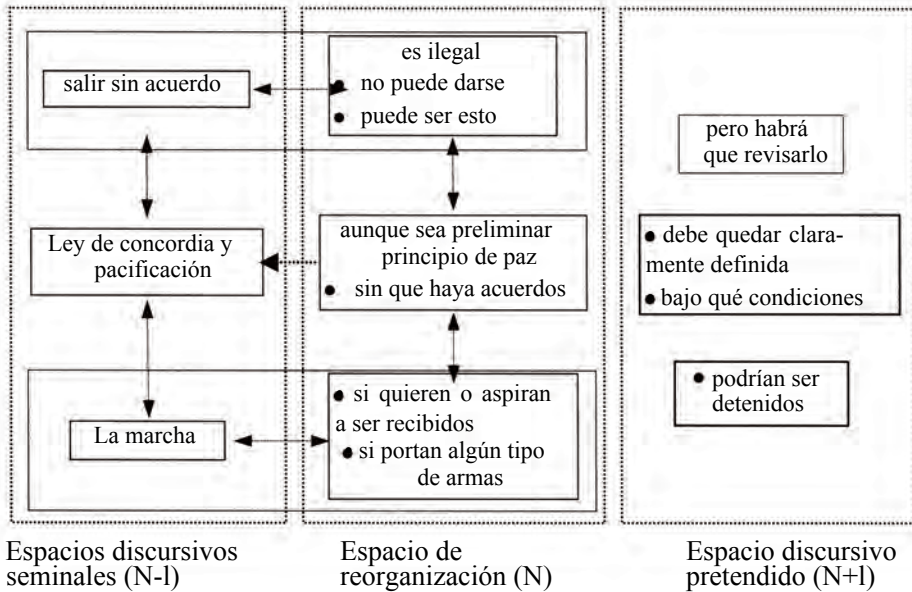 salir sin acuerdo
Ley de concordia y
pacificación
La marcha
Espacios discursivos
seminales (N-l)
es ilegal
● no puede darse
● puede ser esto
aunque sea preliminar
principio de paz
● sin que haya acuerdos
● si quieren o aspiran
a ser recibidos
● si portan algún tipo
de armas
Espacio de
reorganización (N)
pero habrá
que revisarlo
● debe quedar clara-
mente definida
● bajo qué condiciones
● podrían ser
detenidos
Espacio discursivo
pretendido (N+l)